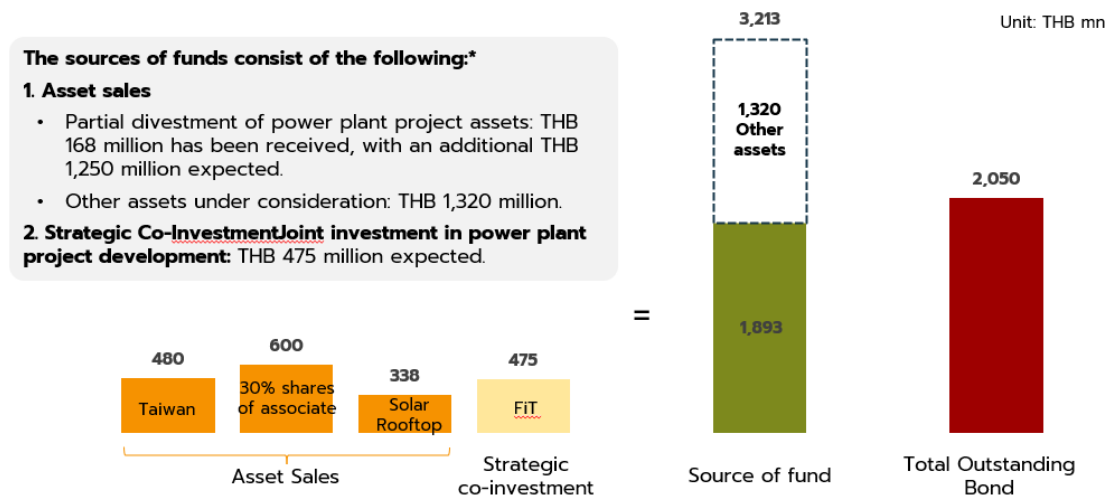 3,213
Unit: THB mn
The sources of funds consist of the following:*
1. Asset sales
• Partial divestment of power plant project assets: THB
168 million has been received, with an additional THB
1,250 million expected.
• Other assets under consideration: THB 1,320 million.
2. Strategic Co-InvestmentJoint investment in power plant
project development: THB 475 million expected.
1,320
Other
assets
2,050
=
1,893
480
600
338
475
Taiwan
30% shares
of associate
Solar
Rooftop
FiT
Asset Sales
Strategic
co-investment
Source of fund
Total Outstanding
Bond